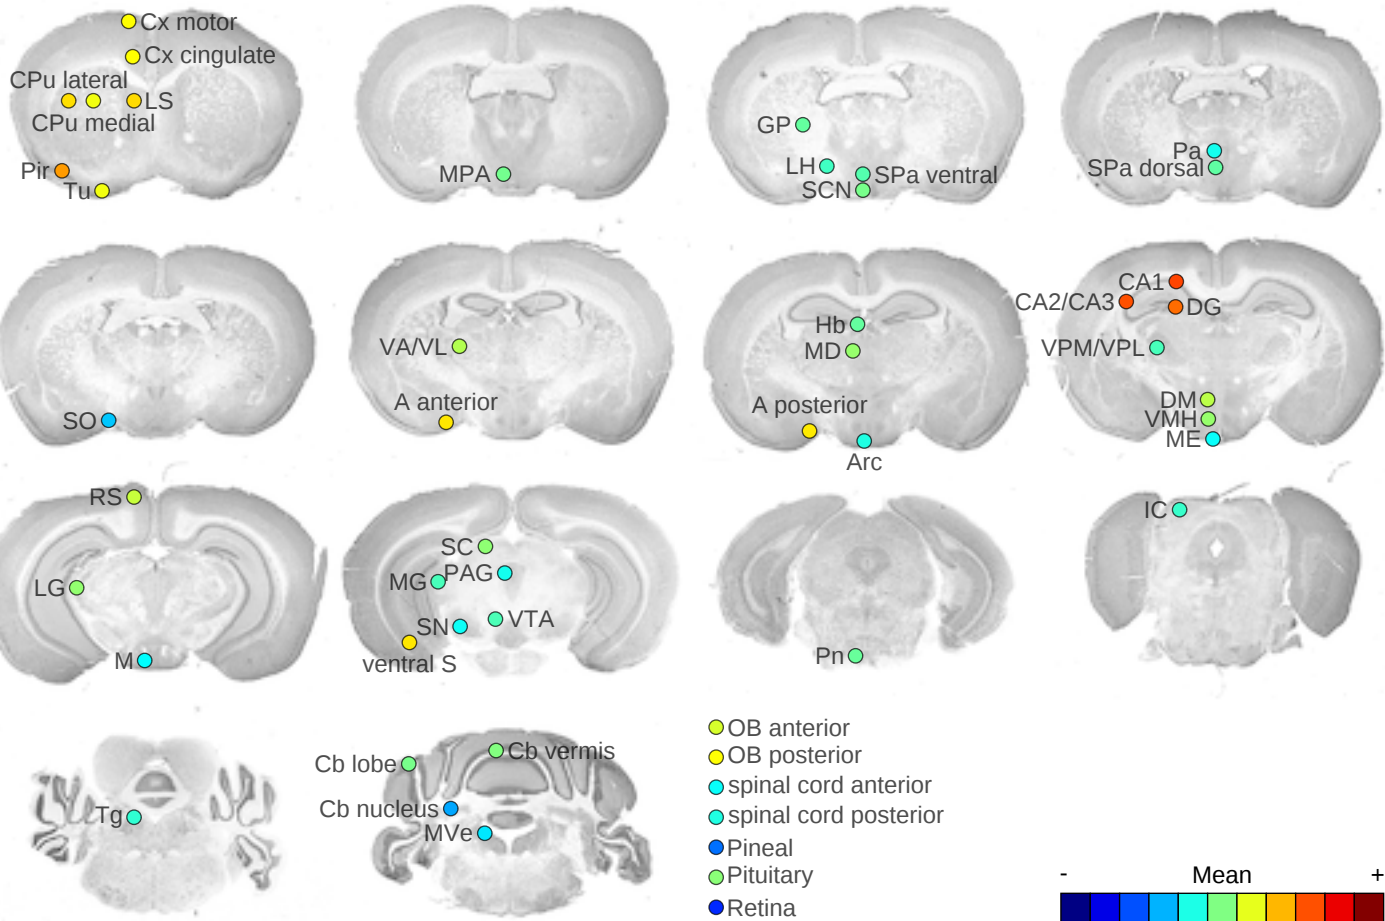 Cx motor
Cx cingulate
CPu lateral
LS
CPu medial
Pir
Tu
MPA
GP
LH
SPa ventral
SCN
Pa
SPa dorsal
SO
VA/VL
A anterior
Hb
MD
A posterior
Arc
CA1
CA2/CA3
DG
VPM/VPL
DM
VMH
ME
RS
LG
M
SC
MG
PAG
SN
VTA
ventral S
Pn
IC
Tg
Cb lobe
Cb vermis
Cb nucleus
MVe
OB anterior
OB posterior
spinal cord anterior
spinal cord posterior
Pineal
Pituitary
Retina
- Mean +